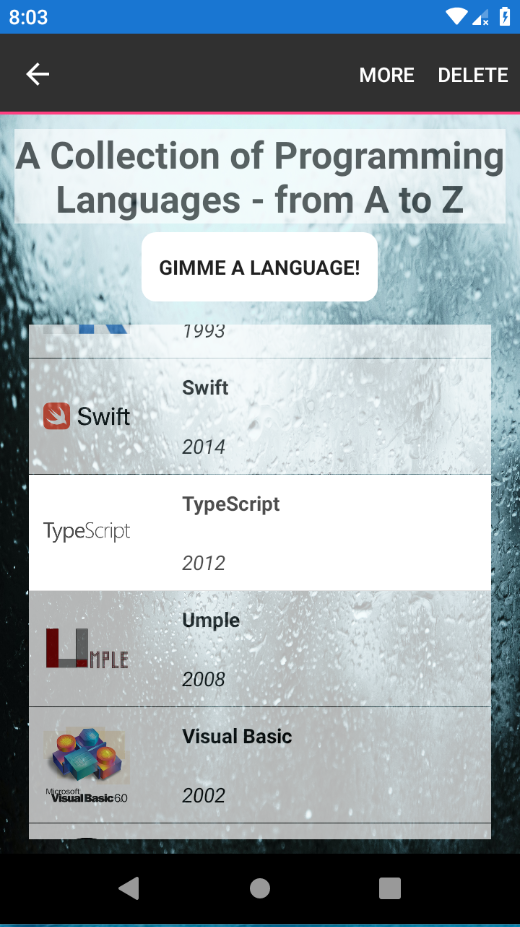 8:03
MORE DELETE
A Collection of Programming
Languages - from A to Z
GIMME A LANGUAGE!
1993
Swift
Swift
2014
TypeScript
TypeScript
2012
Umple
UMPLE
2008
Visual Basic
Microsoft
Visual Basic 6.0
2002